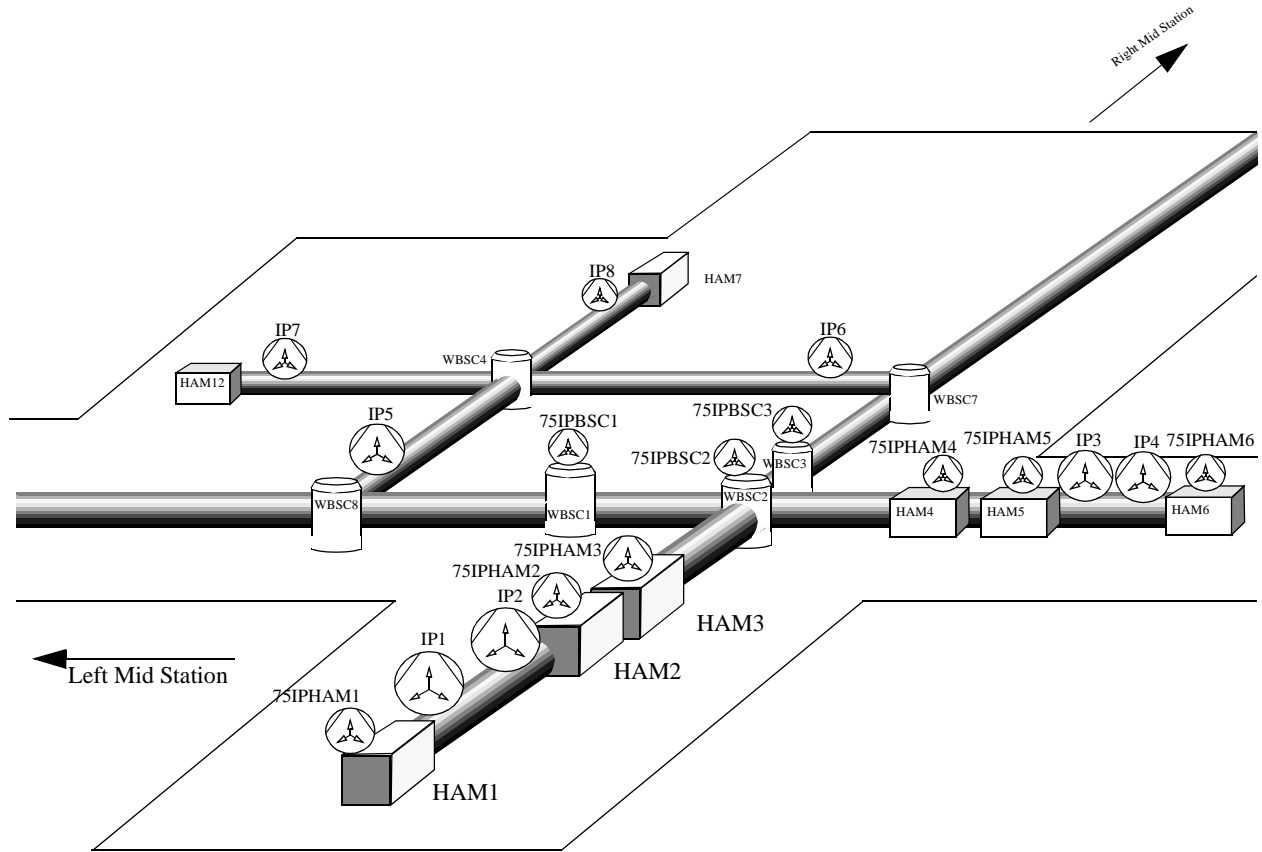 Right Mid Station
IP8
HAM7
IP7
IP6
WBSC4
HAM12
WBSC7
IP5
75IPBSC1
75IPBSC3
75IPBSC2
75IPHAM4
75IPHAM5
IP3
IP4
75IPHAM6
WBSC3
WBSC8
WBSC1
WBSC2
HAM4
HAM5
HAM6
75IPHAM3
75IPHAM2
IP2
HAM3
IP1
HAM2
Left Mid Station
75IPHAM1
HAM1